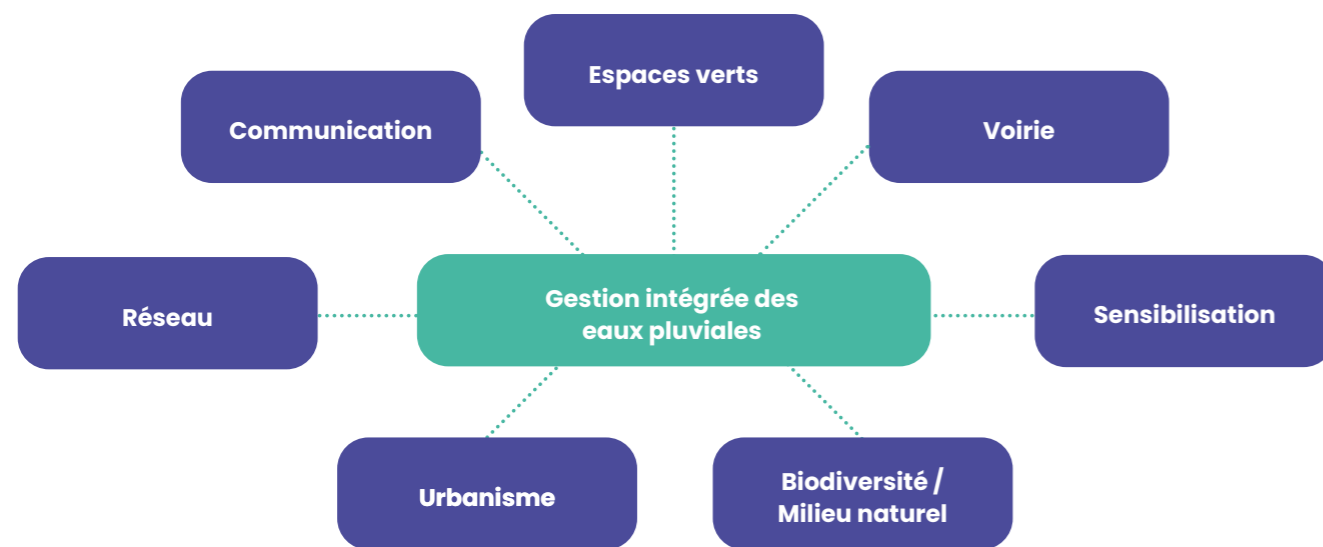 Espaces verts
Communication
Voirie
Gestion intégrée des
eaux pluviales
Réseau
Sensibilisation
Urbanisme
Biodiversité /
Milieu naturel